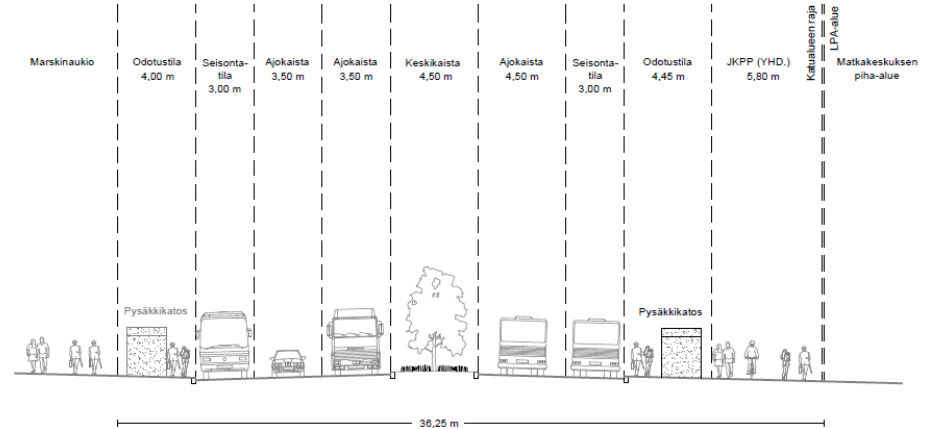 Marskinaukio
Odotustila
4,00 m
Seisonta-
tila
3,00 m
Ajokaista
3,50 m
Ajokaista
3,50 m
Keskikaista
4,50 m
Ajokaista
4,50 m
Seisonta-
tila
3,00 m
Odotustila
4,45 m
JKPP (YHD.)
5,80 m
Katualueen raja
LPA-alue
Matkakeskuksen
piha-alue
Pysäkkikatos
Pysäkkikatos
36,25 m